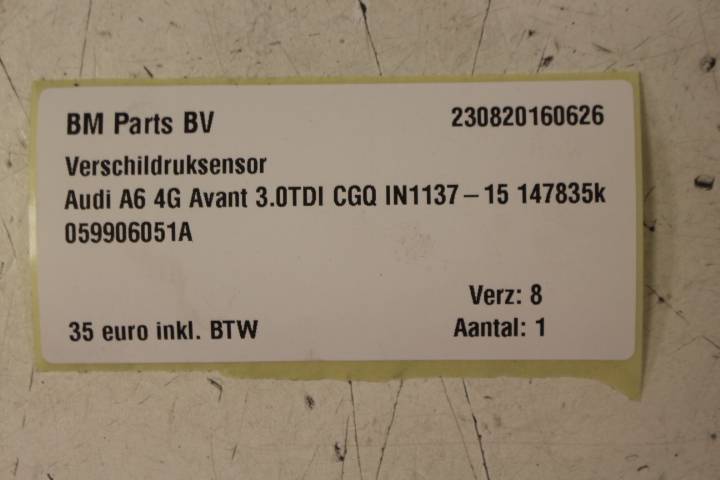 BM Parts BV 230820160626
Verschildruksensor
Audi A6 4G Avant 3.0TDI CGQ IN1137-15 147835k
059906051A
Verz: 8
35 euro inkl. BTW Aantal: 1